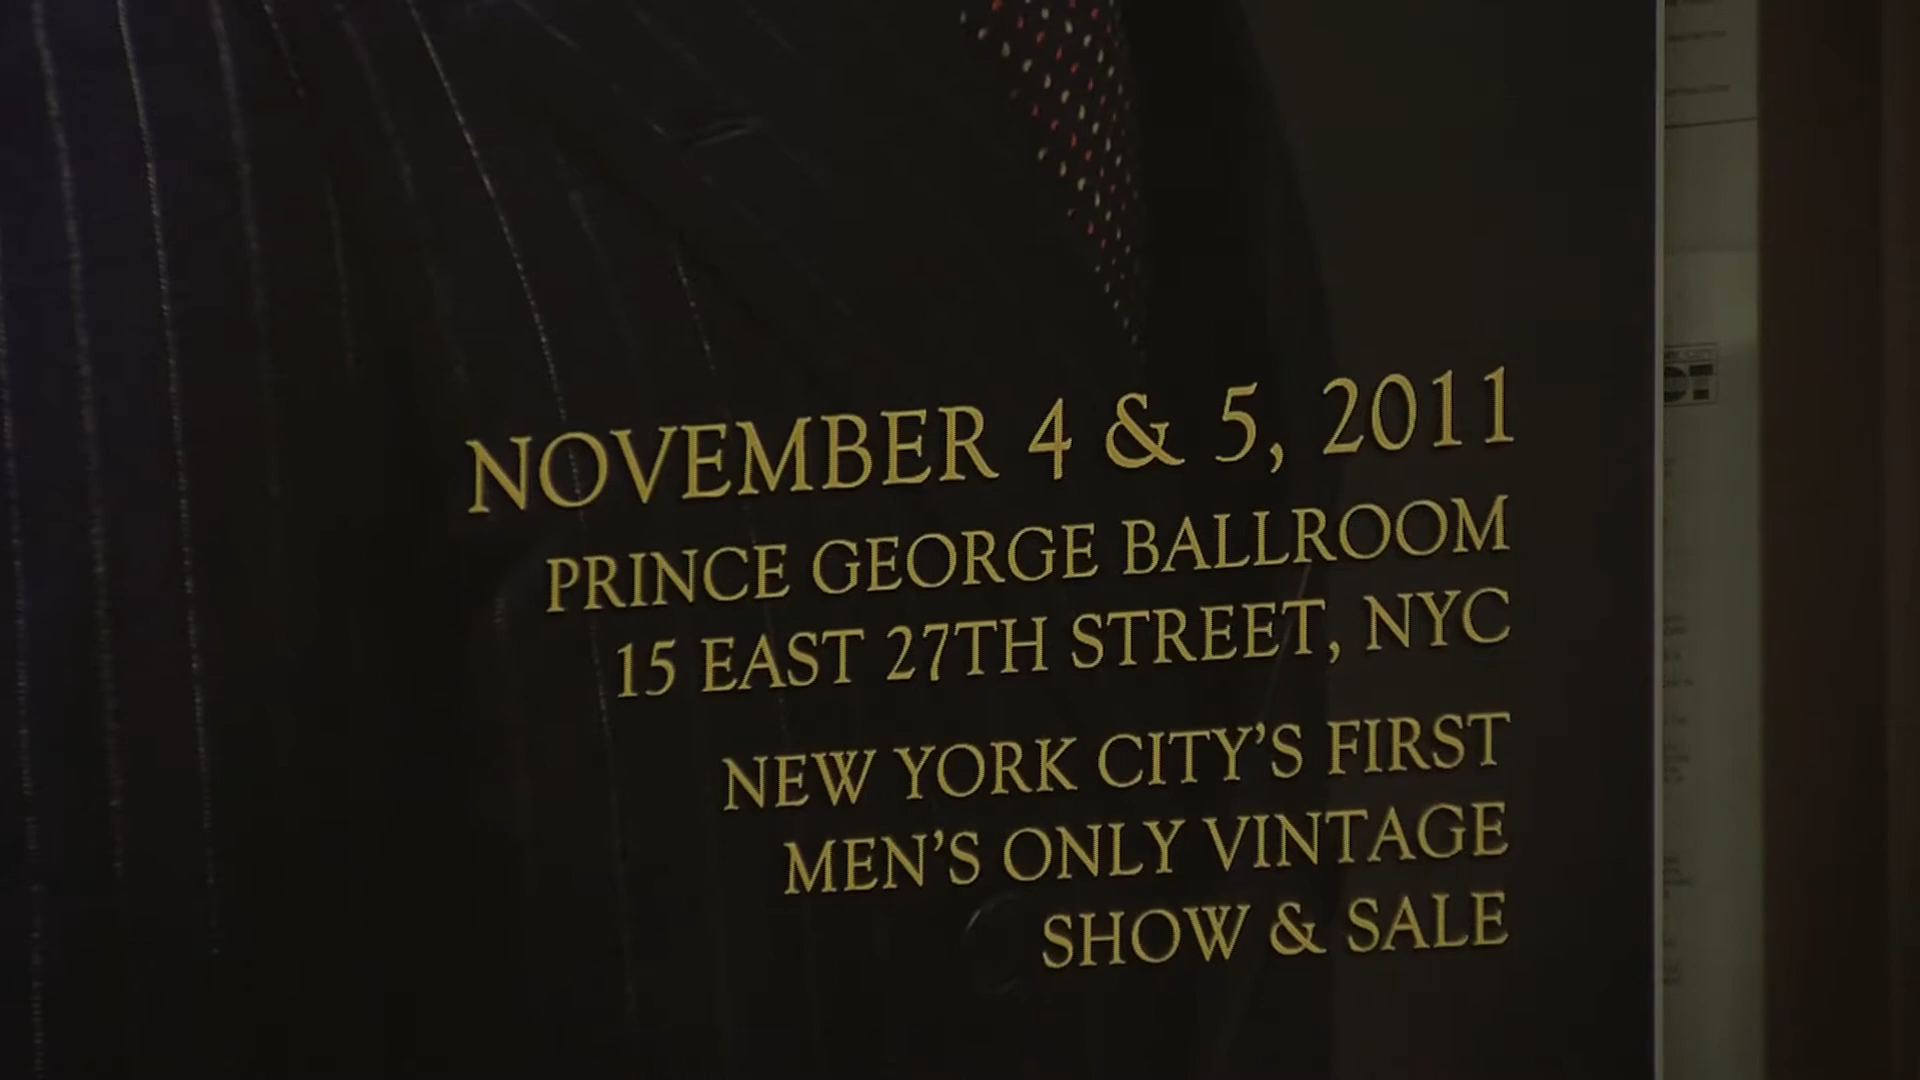 NOVEMBER 4 & 5, 2011
PRINCE GEORGE BALLROOM
15 EAST 27TH STREET, NYC
NEW YORK CITY'S FIRST
MEN'S ONLY VINTAGE
SHOW & SALE